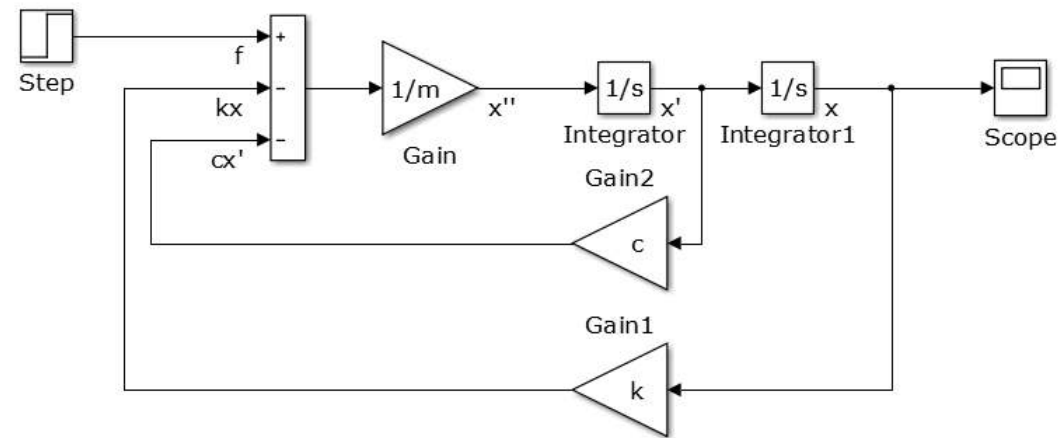 Step
f
+
kx
−
cx'
−
1/m
Gain
x''
1/s
Integrator
x'
1/s
Integrator1
x
Scope
Gain2
c
Gain1
k